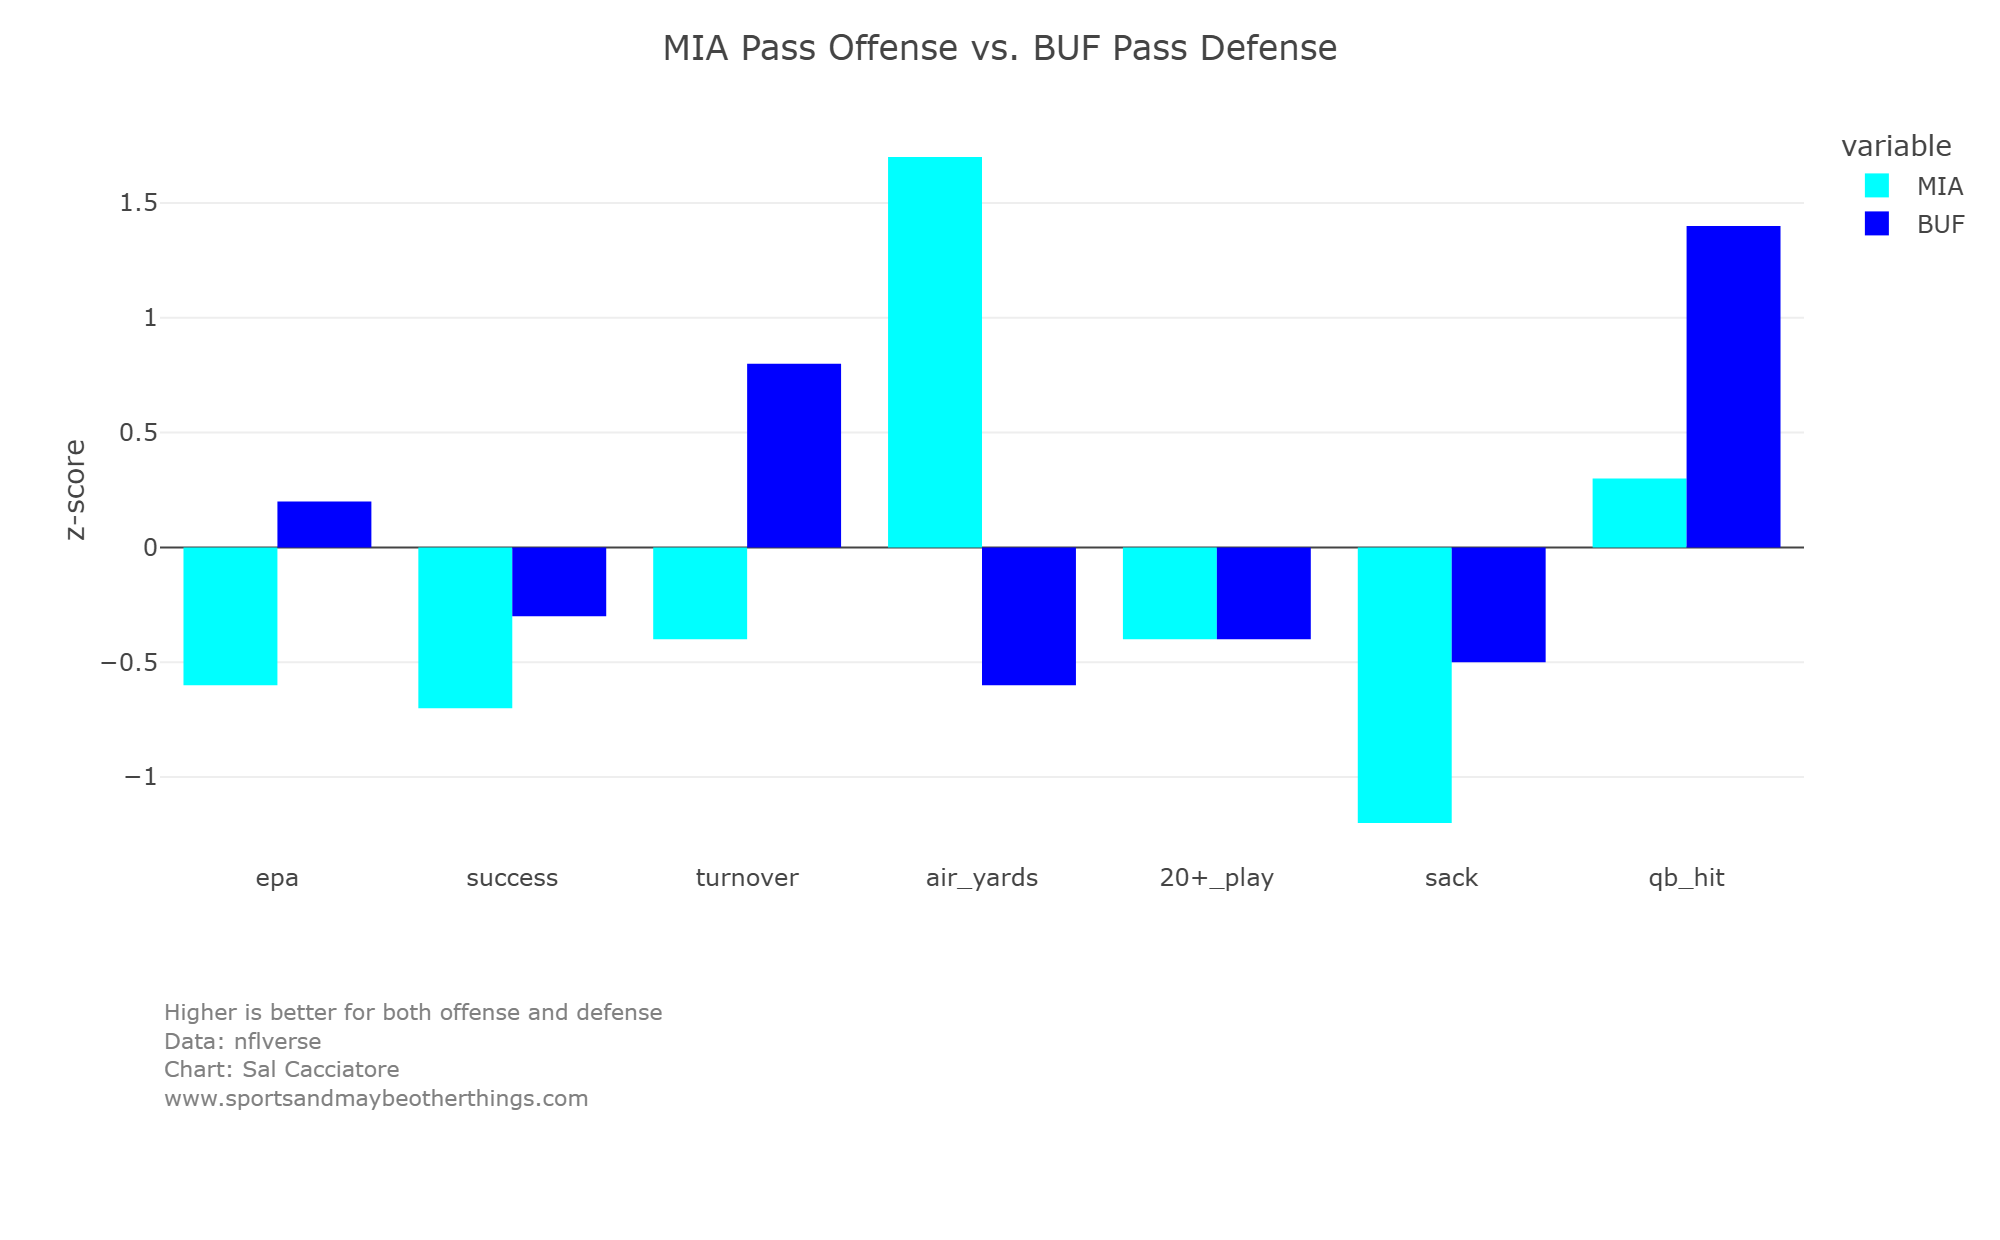 MIA Pass Offense vs. BUF Pass Defense
variable
MIA
BUF
z-score
1.5
1
0.5
0
−0.5
−1
epa
success
turnover
air_yards
20+_play
sack
qb_hit
Higher is better for both offense and defense
Data: nflverse
Chart: Sal Cacciatore
www.sportsandmaybeotherthings.com